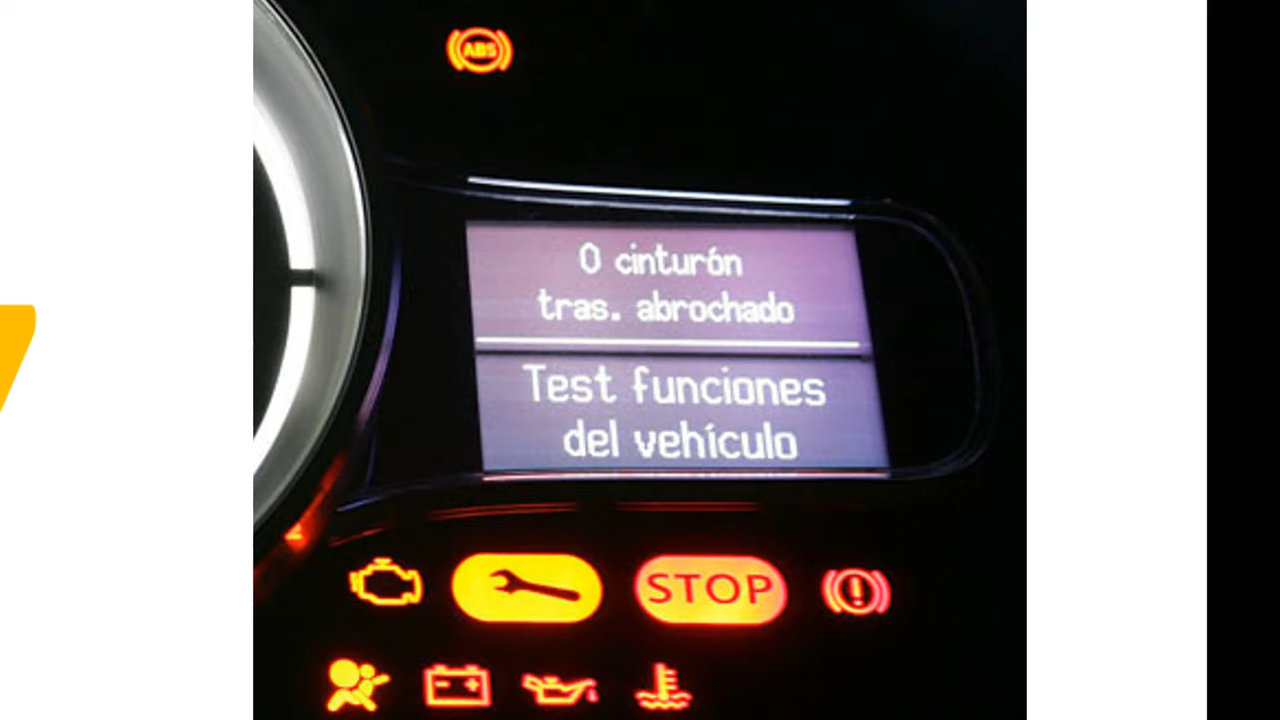 ABS
0 cinturón
tras. abrochado
Test funciones
del vehículo
STOP